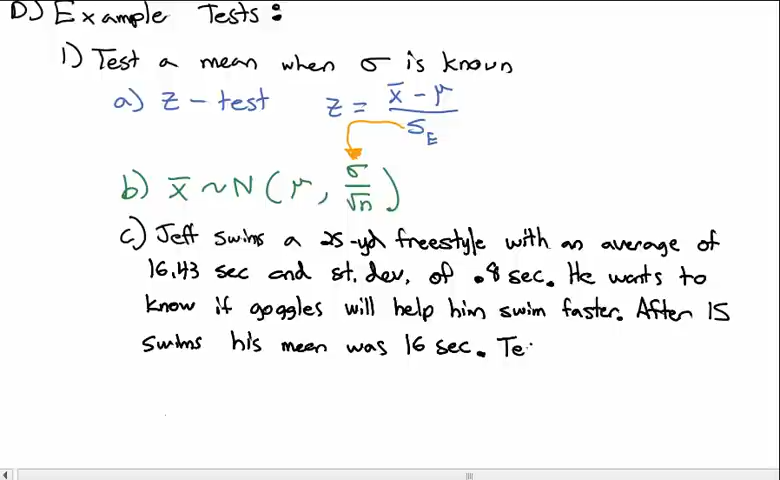 D) Example Tests:
1) Test a mean when σ is known
a) z - test z = x̄ - μ / S_E
b) x̄ ~ N(μ, σ/√n)
c) Jeff swims a 25-yd freestyle with an average of
16.43 sec and st. dev. of .8 sec. He wants to
know if goggles will help him swim faster. After 15
swims his mean was 16 sec. Te